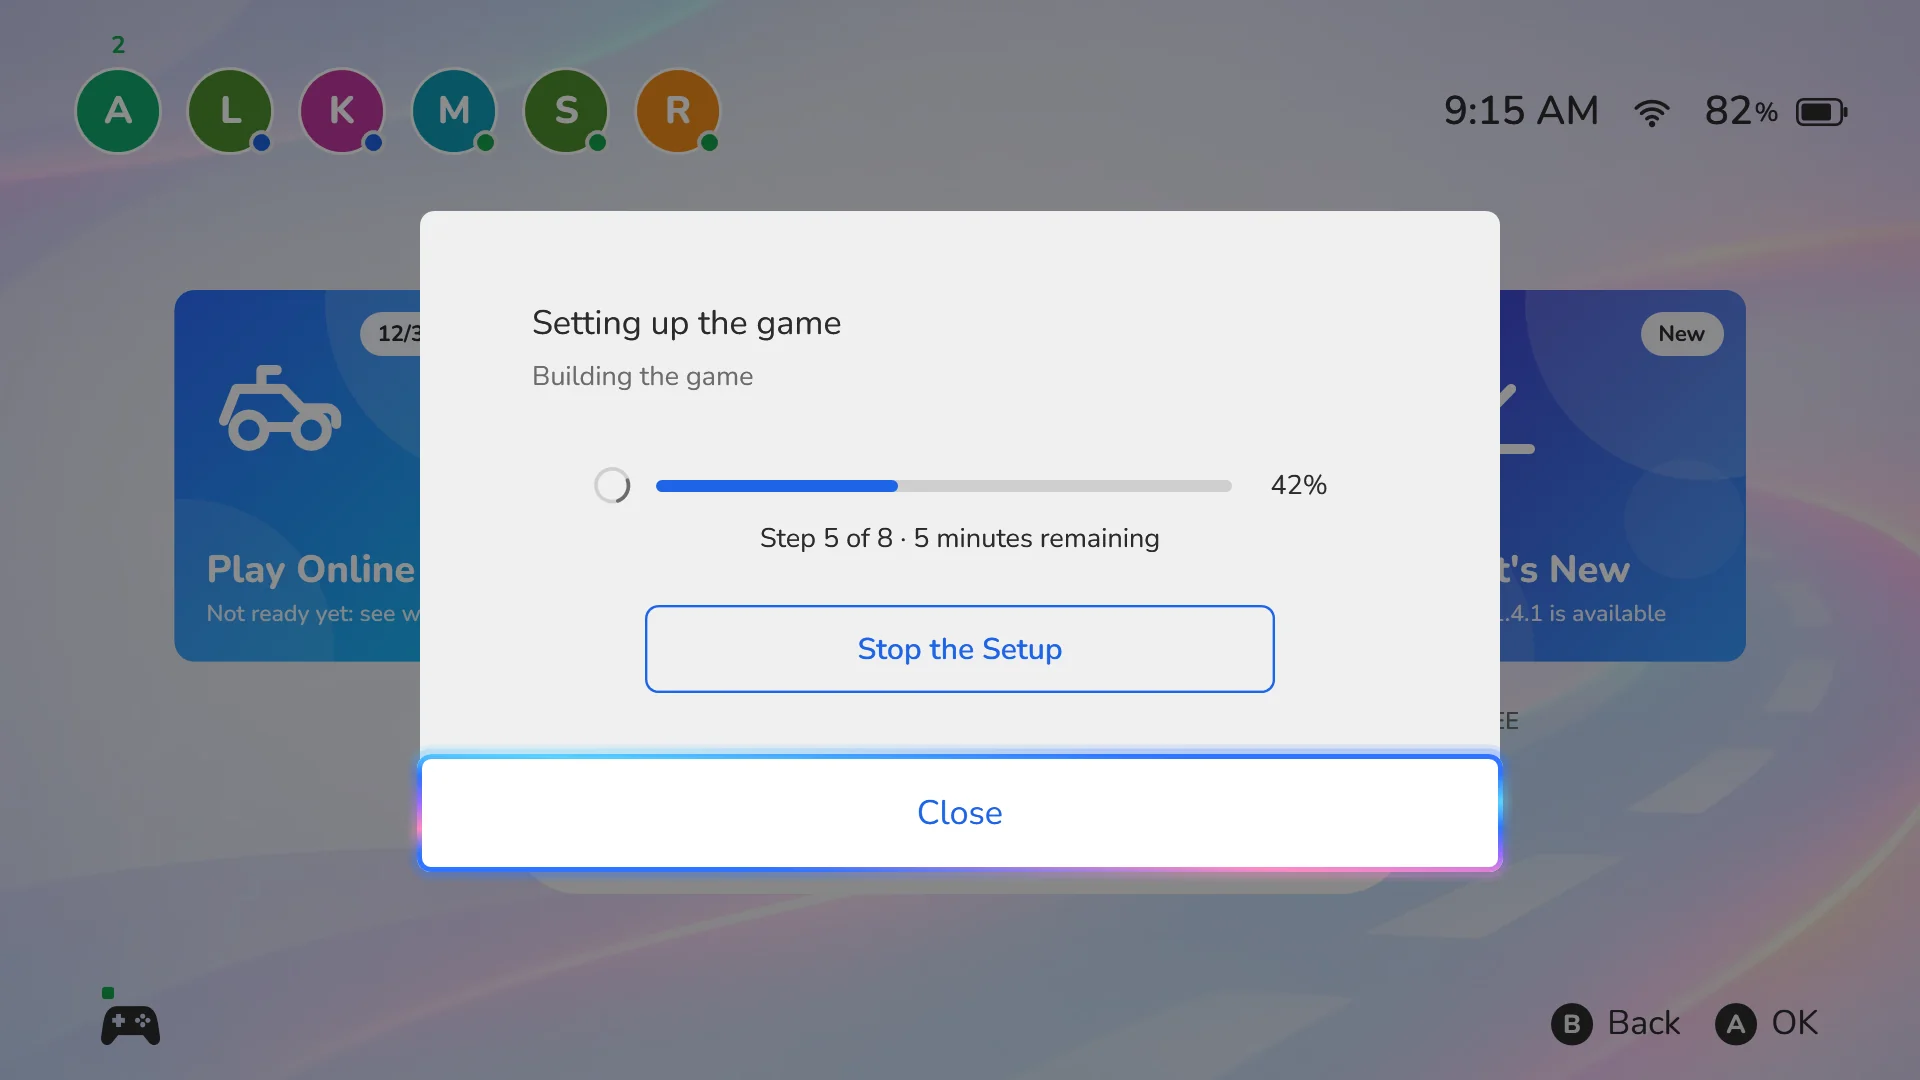 2
A
L
K
M
S
R
9:15 AM
82%
12/3
New
Setting up the game
Building the game
42%
Step 5 of 8 · 5 minutes remaining
Play Online
Not ready yet: see w
t's New
.4.1 is available
Stop the Setup
EE
Close
B Back
A OK